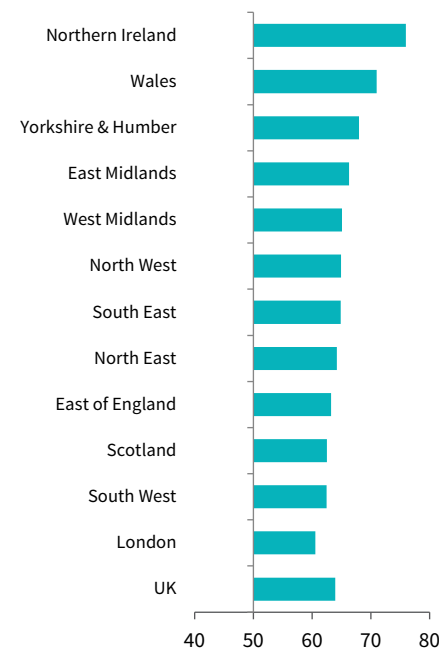 Northern Ireland
Wales
Yorkshire & Humber
East Midlands
West Midlands
North West
South East
North East
East of England
Scotland
South West
London
UK
40 50 60 70 80